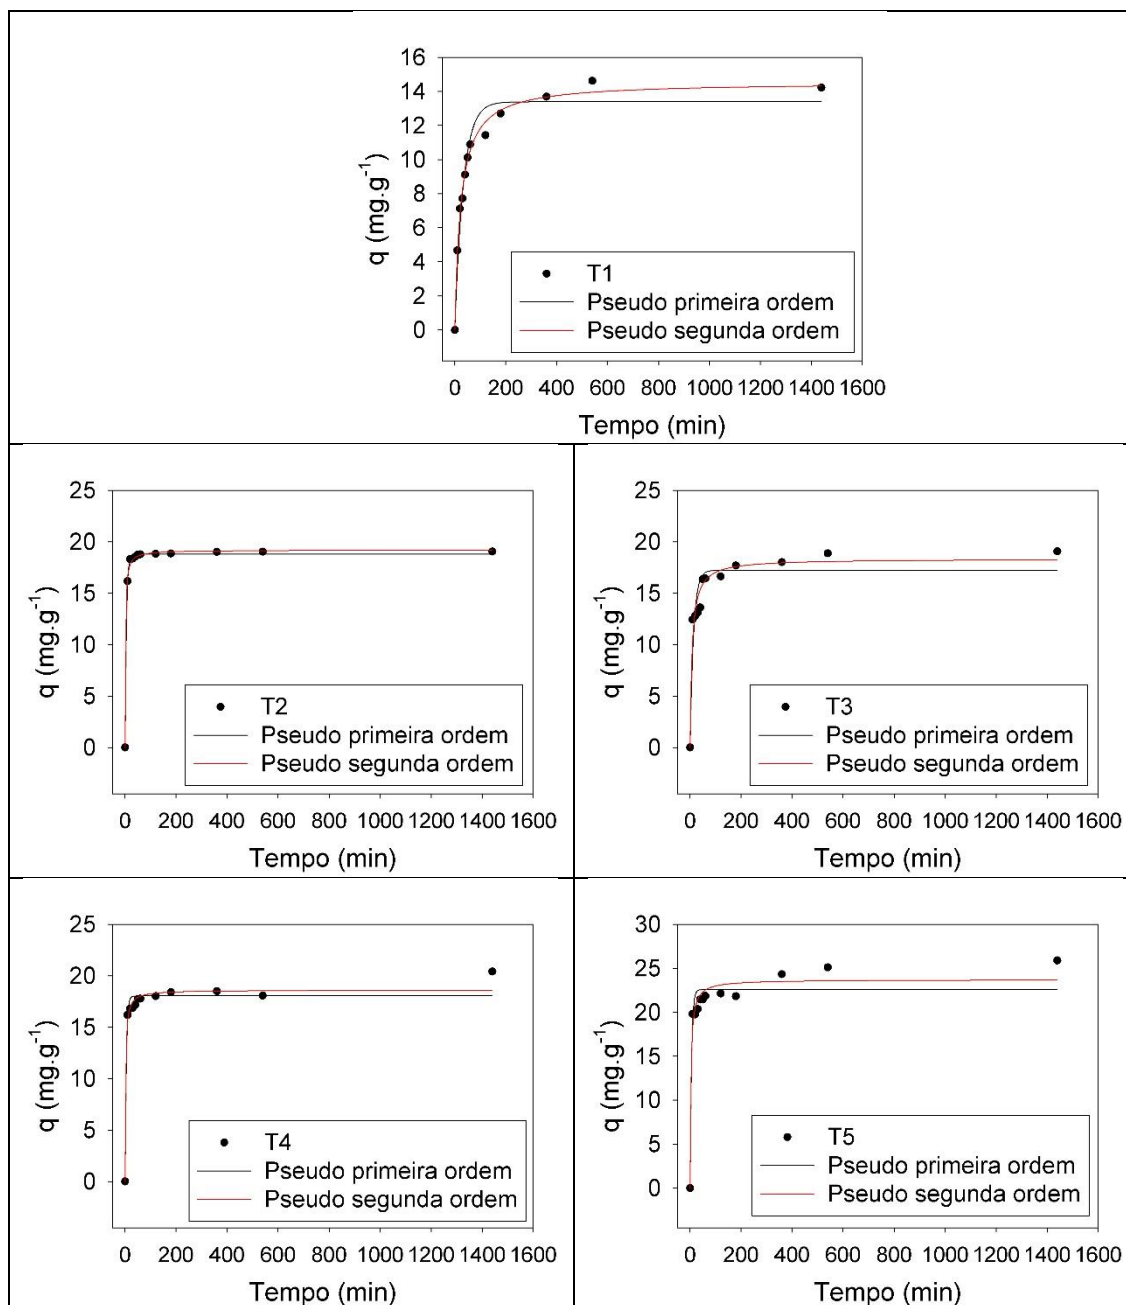 16
14
12
10
8
6
4
2
0
q (mg.g⁻¹)
T1
Pseudo primeira ordem
Pseudo segunda ordem
0 200 400 600 800 1000 1200 1400 1600
Tempo (min)
25
20
15
10
5
0
q (mg.g⁻¹)
T2
Pseudo primeira ordem
Pseudo segunda ordem
0 200 400 600 800 1000 1200 1400 1600
Tempo (min)
25
20
15
10
5
0
q (mg.g⁻¹)
T3
Pseudo primeira ordem
Pseudo segunda ordem
0 200 400 600 800 1000 1200 1400 1600
Tempo (min)
25
20
15
10
5
0
q (mg.g⁻¹)
T4
Pseudo primeira ordem
Pseudo segunda ordem
0 200 400 600 800 1000 1200 1400 1600
Tempo (min)
30
25
20
15
10
5
0
q (mg.g⁻¹)
T5
Pseudo primeira ordem
Pseudo segunda ordem
0 200 400 600 800 1000 1200 1400 1600
Tempo (min)